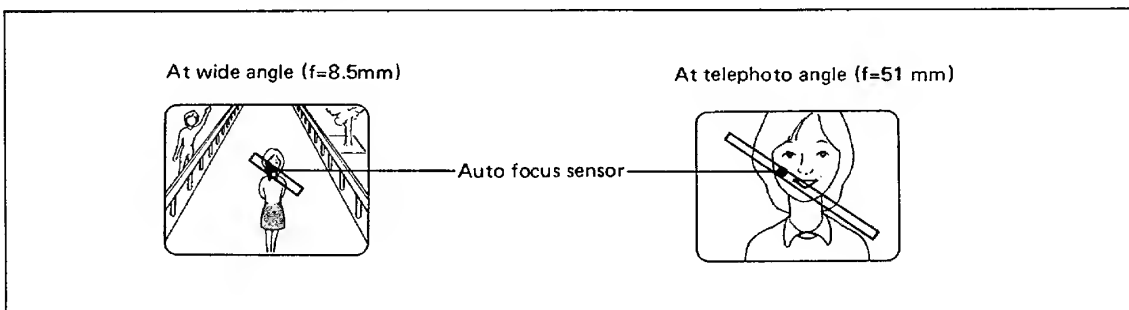 At wide angle (f=8.5mm)
At telephoto angle (f=51 mm)
Auto focus sensor